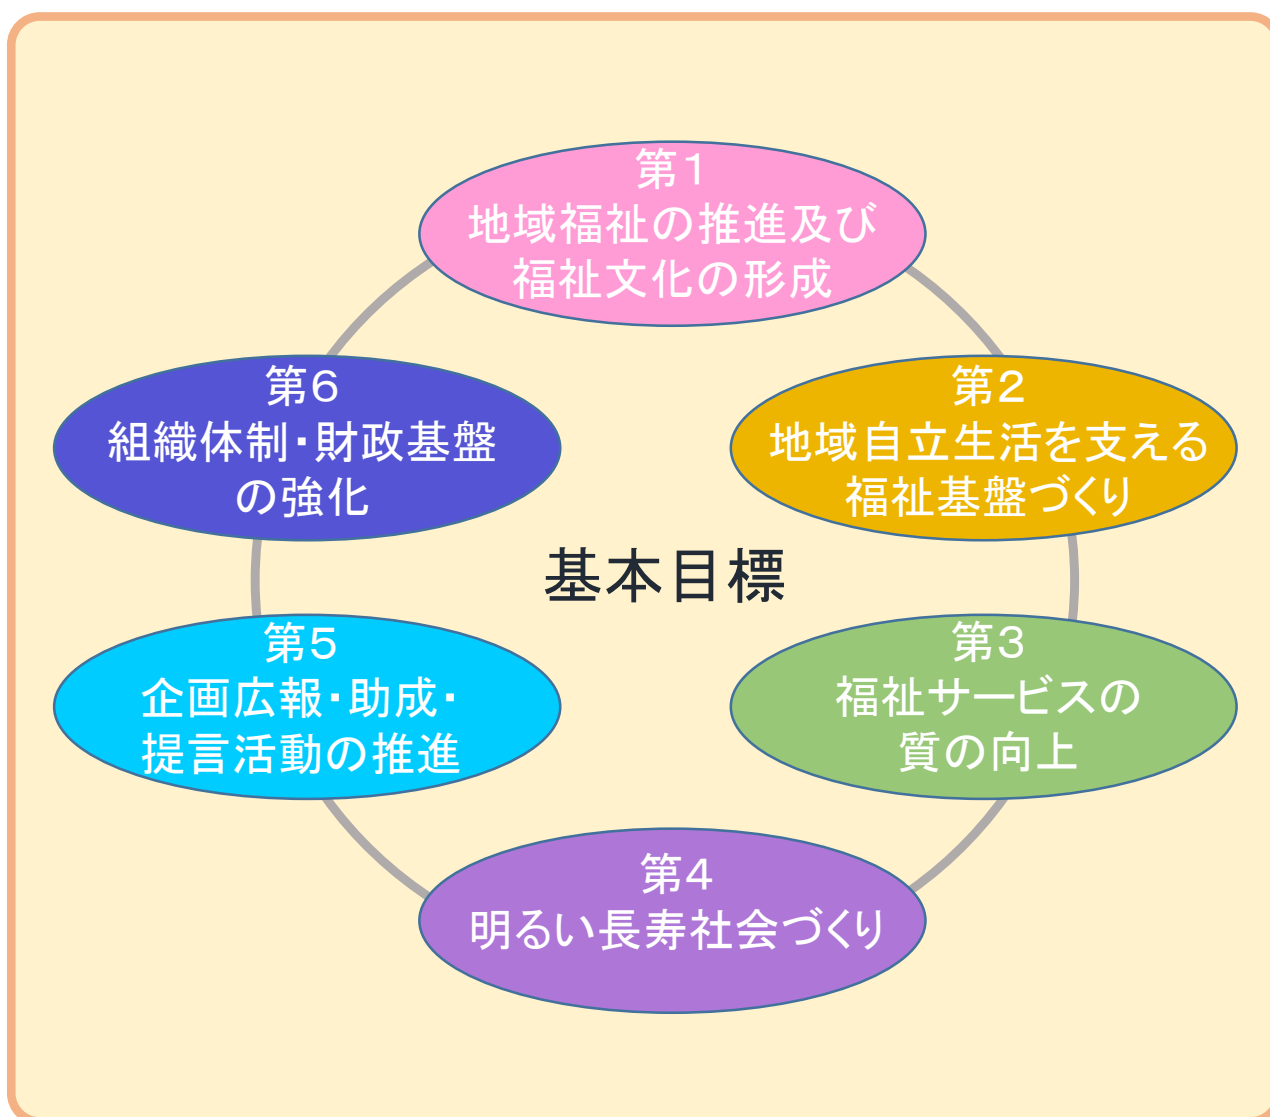 第１
地域福祉の推進及び
福祉文化の形成
第２
地域自立生活を支える
福祉基盤づくり
第３
福祉サービスの
質の向上
第４
明るい長寿社会づくり
第５
企画広報・助成・
提言活動の推進
第６
組織体制・財政基盤
の強化
基本目標